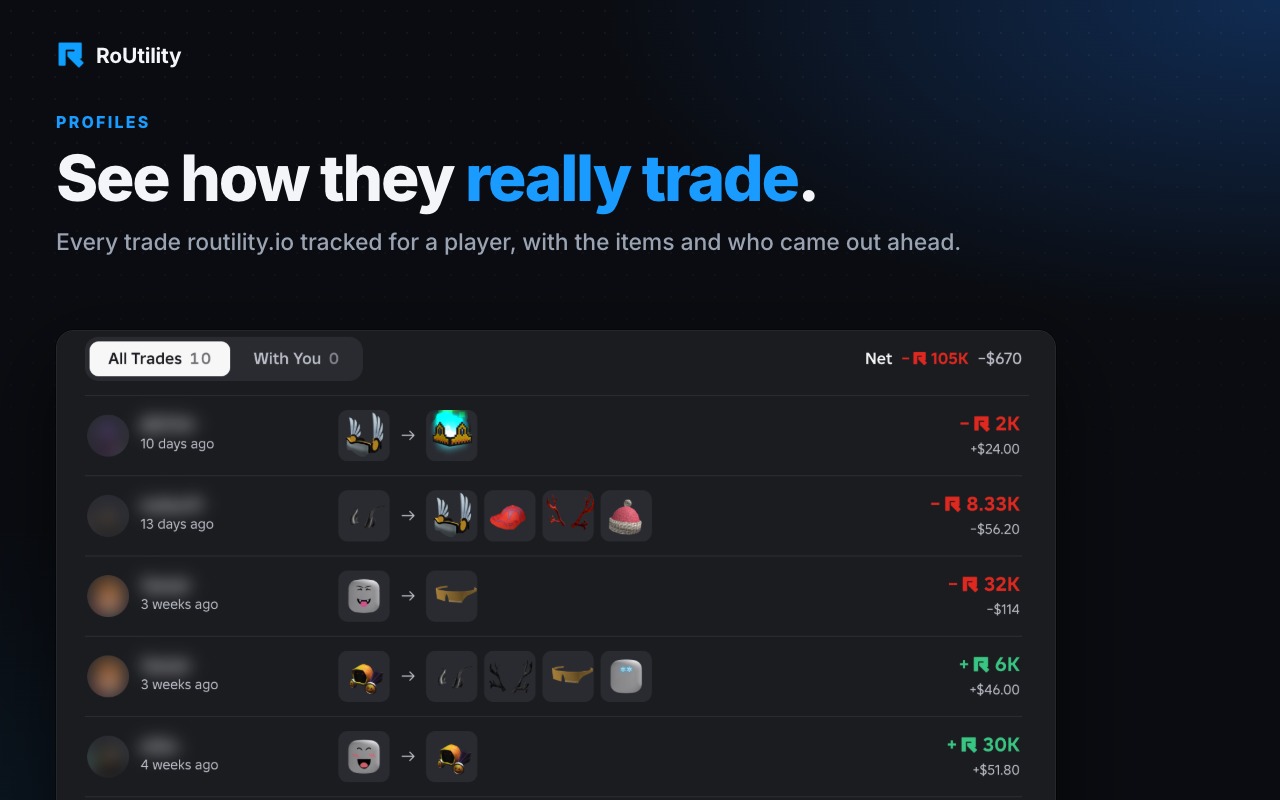 RoUtility
PROFILES
See how they really trade.
Every trade routility.io tracked for a player, with the items and who came out ahead.
All Trades 10 With You 0 Net - 105K -$670
10 days ago - 2K
+$24.00
13 days ago - 8.33K
-$56.20
3 weeks ago - 32K
-$114
3 weeks ago + 6K
+$46.00
4 weeks ago + 30K
+$51.80